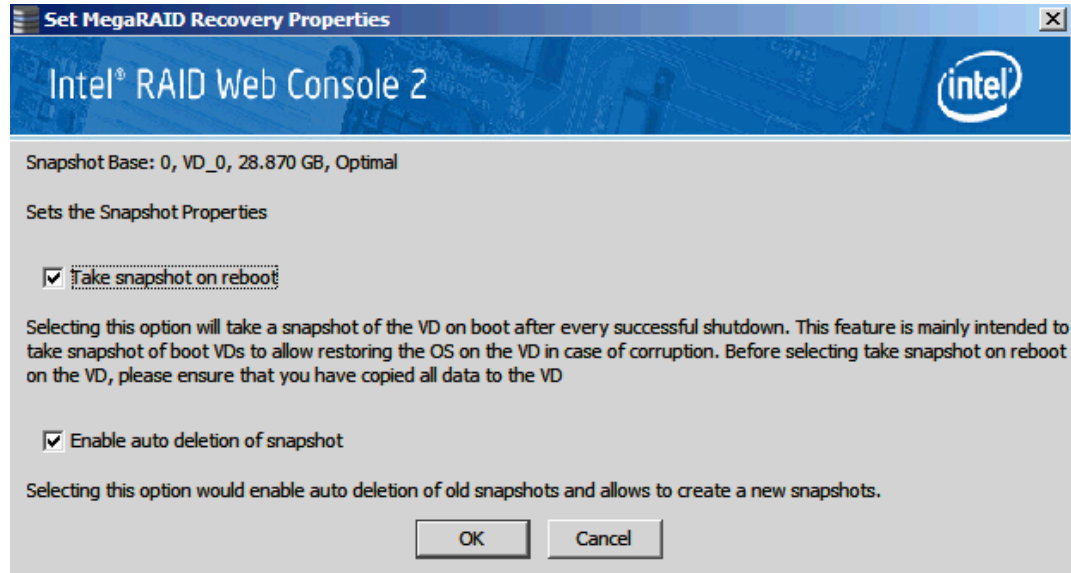 Set MegaRAID Recovery Properties
Intel® RAID Web Console 2
intel
Snapshot Base: 0, VD_0, 28.870 GB, Optimal
Sets the Snapshot Properties
Take snapshot on reboot
Selecting this option will take a snapshot of the VD on boot after every successful shutdown. This feature is mainly intended to
take snapshot of boot VDs to allow restoring the OS on the VD in case of corruption. Before selecting take snapshot on reboot
on the VD, please ensure that you have copied all data to the VD
Enable auto deletion of snapshot
Selecting this option would enable auto deletion of old snapshots and allows to create a new snapshots.
OK Cancel